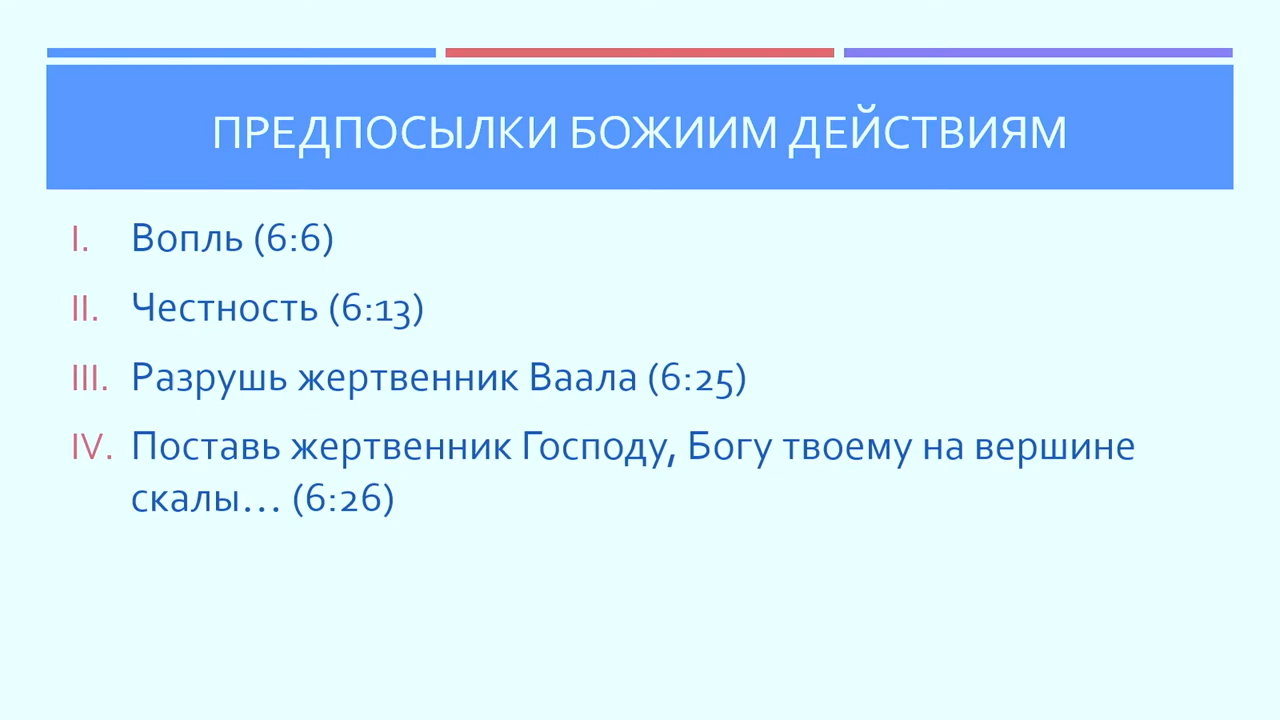 ПРЕДПОСЫЛКИ БОЖИИМ ДЕЙСТВИЯМ
I. Вопль (6:6)
II. Честность (6:13)
III. Разрушь жертвенник Ваала (6:25)
IV. Поставь жертвенник Господу, Богу твоему на вершине
скалы... (6:26)